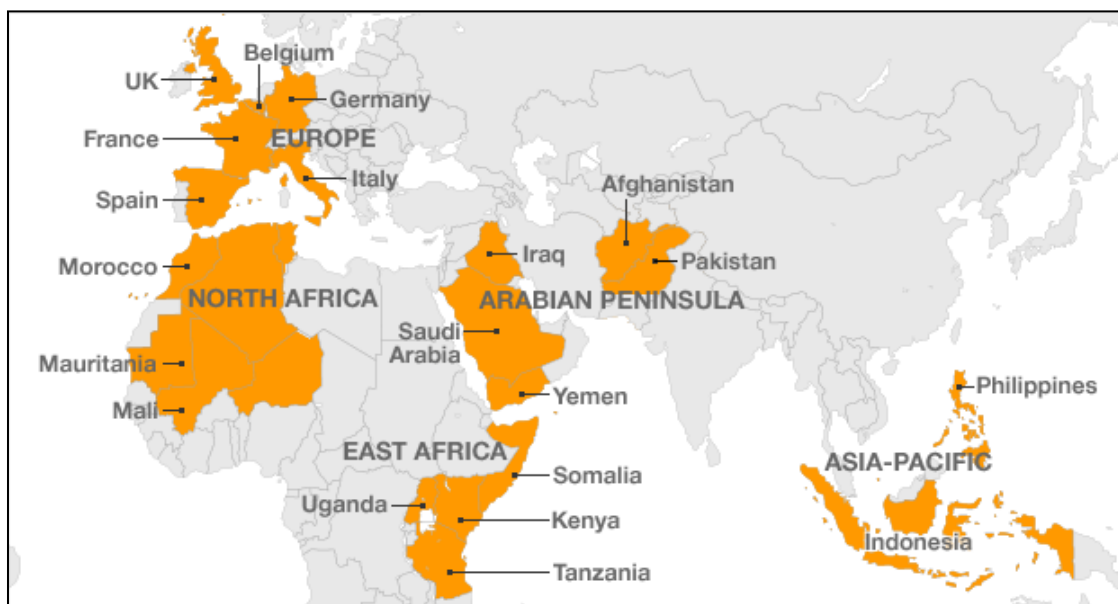 Belgium
UK
Germany
France
EUROPE
Italy
Spain
Afghanistan
Morocco
Iraq
Pakistan
NORTH AFRICA
ARABIAN PENINSULA
Saudi
Arabia
Mauritania
Yemen
Philippines
Mali
EAST AFRICA
ASIA-PACIFIC
Somalia
Uganda
Kenya
Indonesia
Tanzania